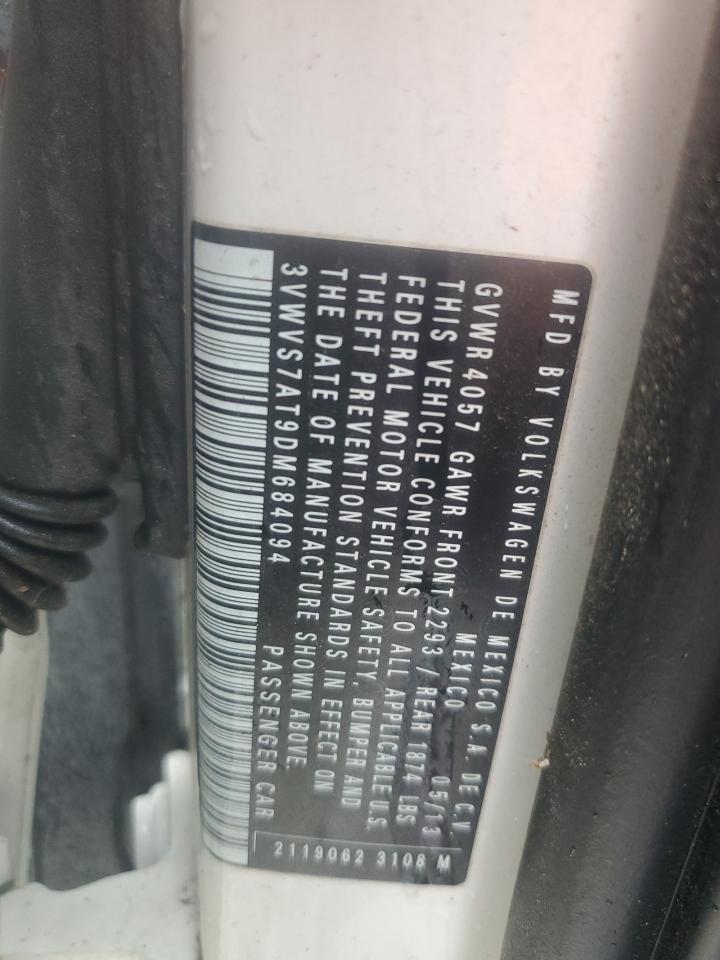 MFD BY VOLKSWAGEN DE MEXICO S.A. DE C.V.
MEXICO 05/13
GVWR 4057 GAWR FRONT 2293 / REAR 1874 LBS
THIS VEHICLE CONFORMS TO ALL APPLICABLE U.S.
FEDERAL MOTOR VEHICLE SAFETY, BUMPER AND
THEFT PREVENTION STANDARDS IN EFFECT ON
THE DATE OF MANUFACTURE SHOWN ABOVE.
3VWVS7AT9DM684094 PASSENGER CAR
2119062 3108 M